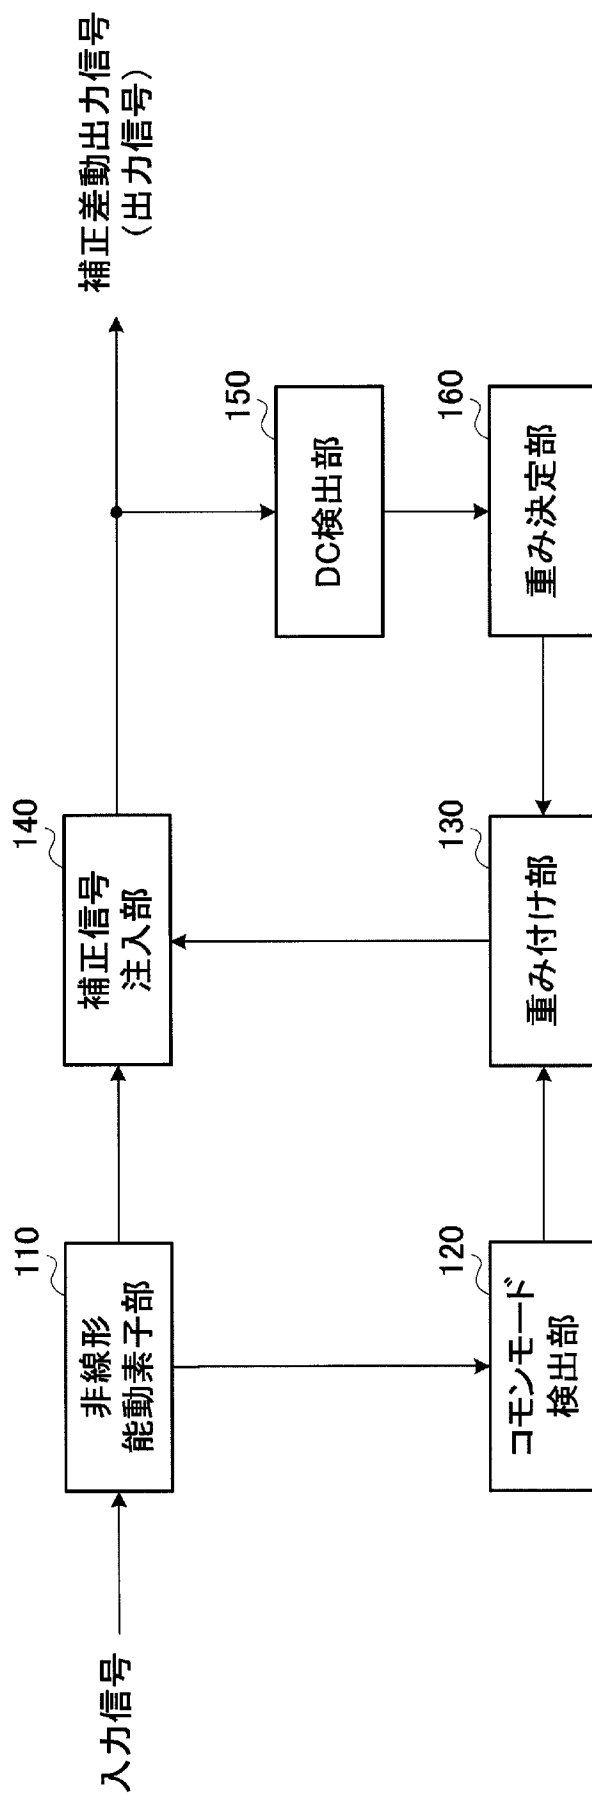 入力信号
110
非線形
能動素子部
120
コモンモード
検出部
140
補正信号
注入部
130
重み付け部
150
DC検出部
160
重み決定部
補正差動出力信号
(出力信号)